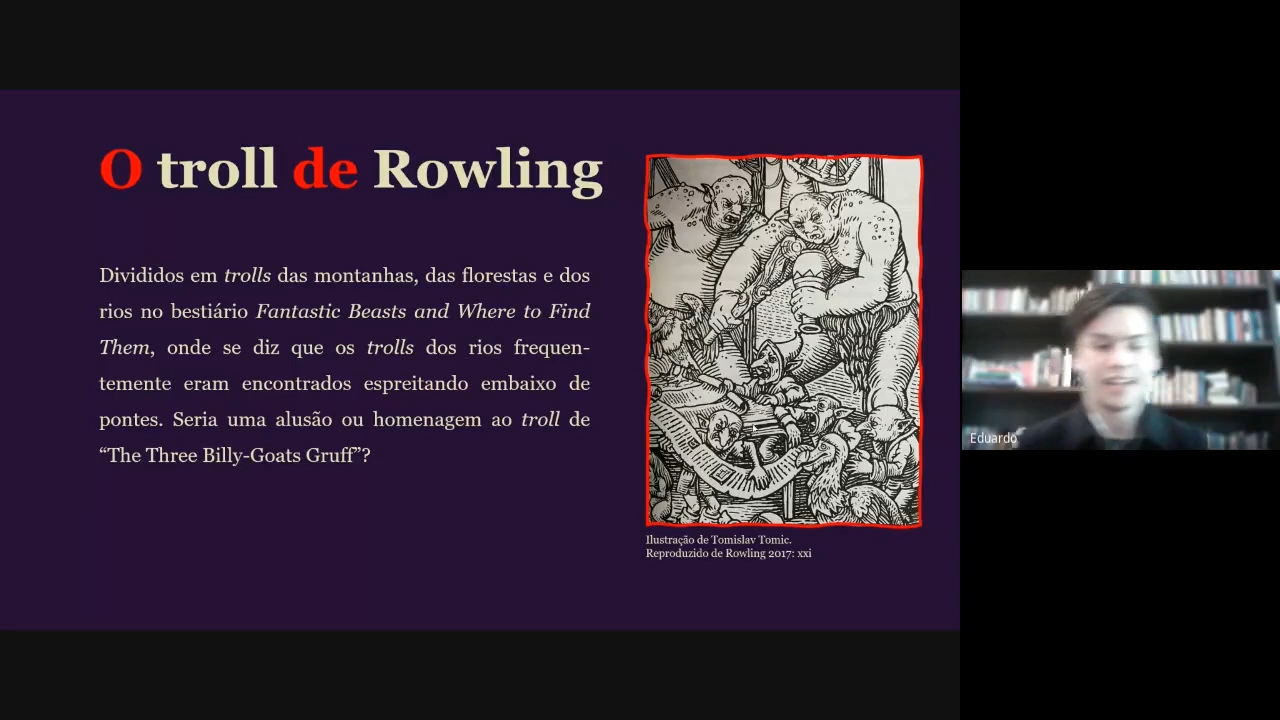 O troll de Rowling
Divididos em trolls das montanhas, das florestas e dos
rios no bestiário Fantastic Beasts and Where to Find
Them, onde se diz que os trolls dos rios frequen-
temente eram encontrados espreitando embaixo de
pontes. Seria uma alusão ou homenagem ao troll de
“The Three Billy-Goats Gruff”?
Ilustração de Tomislav Tomic.
Reproduzido de Rowling 2017: xxi
Eduardo